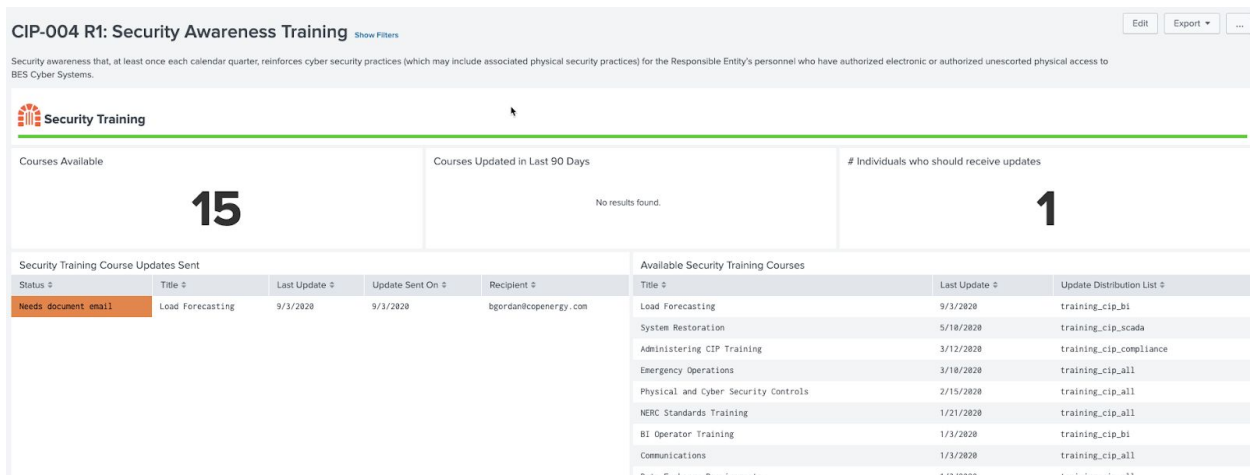 CIP-004 R1: Security Awareness Training Show Filters
Edit Export ...
Security awareness that, at least once each calendar quarter, reinforces cyber security practices (which may include associated physical security practices) for the Responsible Entity's personnel who have authorized electronic or authorized unescorted physical access to
BES Cyber Systems.
Security Training
Courses Available
15
Courses Updated in Last 90 Days
No results found.
# Individuals who should receive updates
1
Security Training Course Updates Sent
Status Title Last Update Update Sent On Recipient
Needs document email Load Forecasting 9/3/2020 9/3/2020 bgordan@copenergy.com
Available Security Training Courses
Title Last Update Update Distribution List
Load Forecasting 9/3/2020 training_cip_bi
System Restoration 5/10/2020 training_cip_scada
Administering CIP Training 3/12/2020 training_cip_compliance
Emergency Operations 3/10/2020 training_cip_all
Physical and Cyber Security Controls 2/15/2020 training_cip_all
NERC Standards Training 1/21/2020 training_cip_all
BI Operator Training 1/3/2020 training_cip_bi
Communications 1/3/2020 training_cip_all